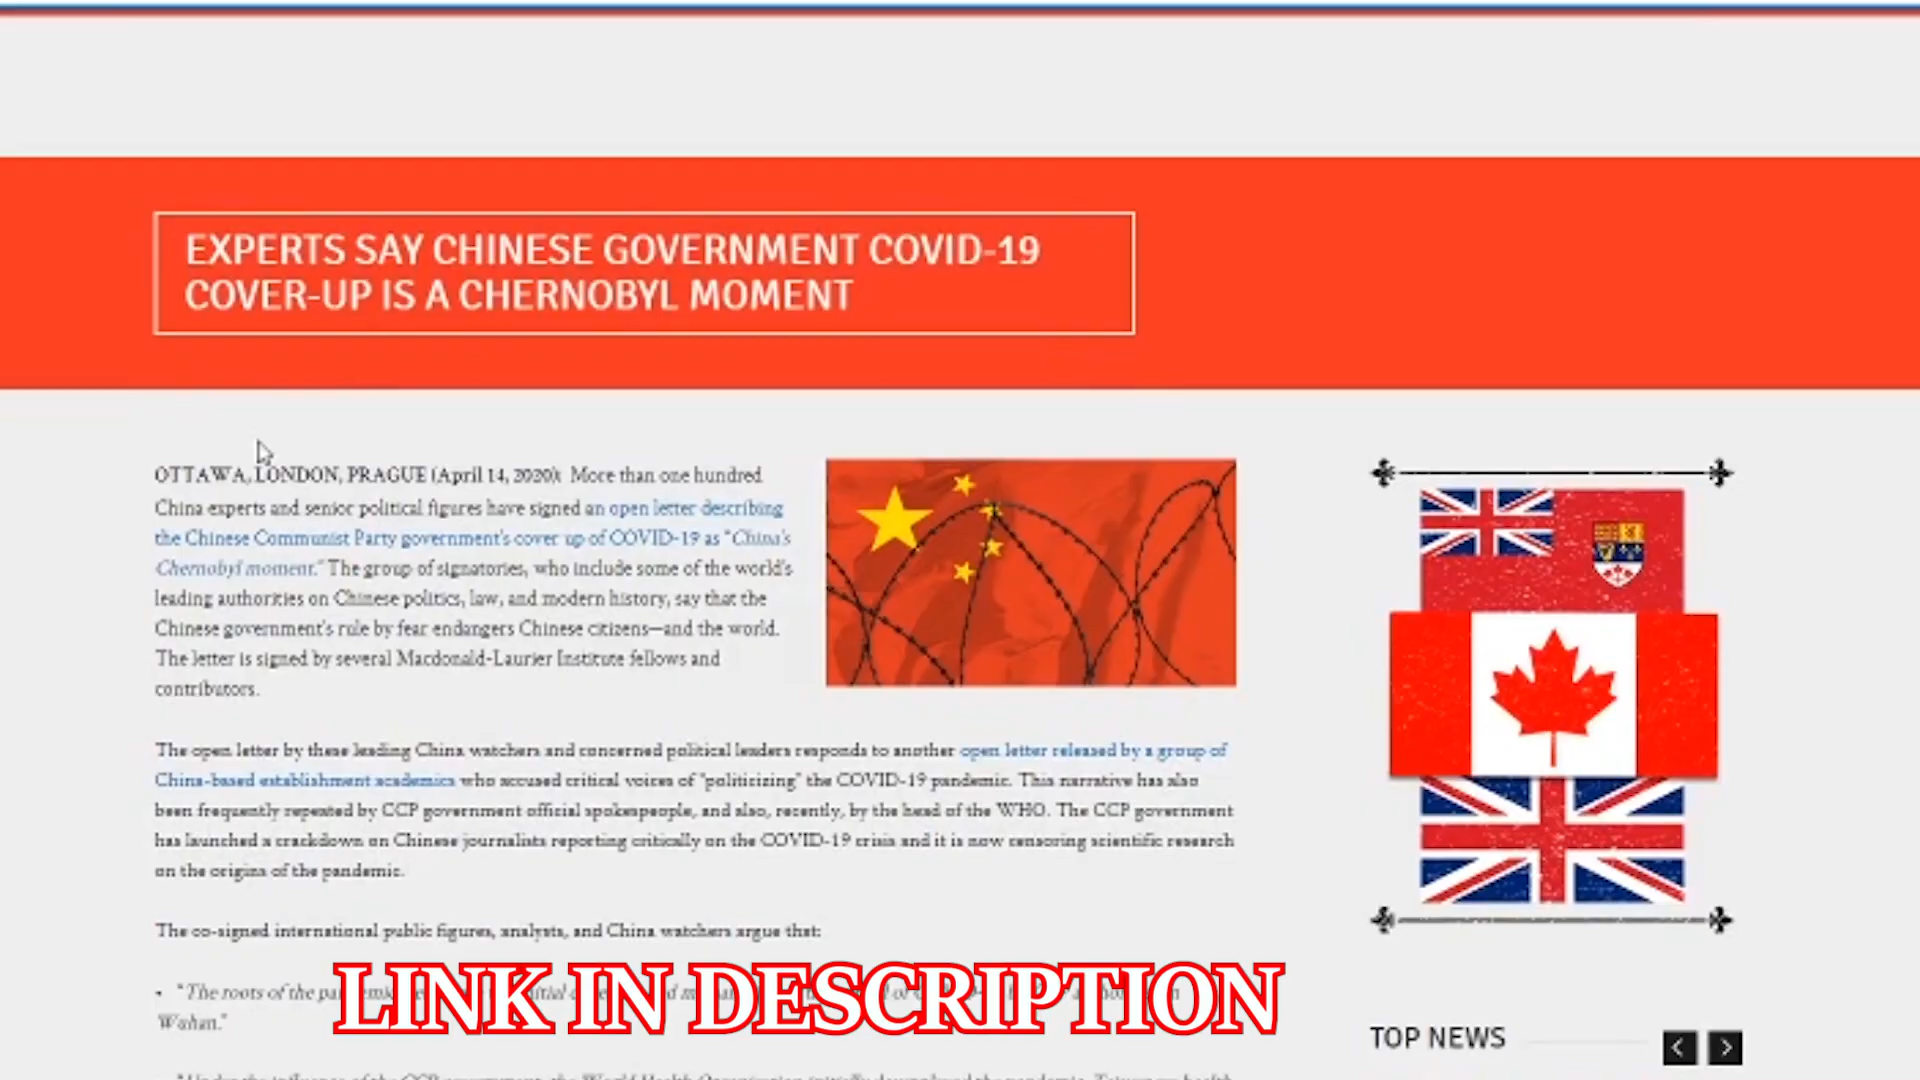 EXPERTS SAY CHINESE GOVERNMENT COVID-19
COVER-UP IS A CHERNOBYL MOMENT
OTTAWA, LONDON, PRAGUE (April 14, 2020): More than one hundred
China experts and senior political figures have signed an open letter describing
the Chinese Communist Party government's cover up of COVID-19 as "China's
Chernobyl moment." The group of signatories, who include some of the world's
leading authorities on Chinese politics, law, and modern history, say that the
Chinese government's rule by fear endangers Chinese citizens—and the world.
The letter is signed by several Macdonald-Laurier Institute fellows and
contributors.
The open letter by these leading China watchers and concerned political leaders responds to another open letter released by a group of
China-based establishment academics who accused critical voices of "politicizing" the COVID-19 pandemic. This narrative has also
been frequently repeated by CCP government official spokespeople, and also, recently, by the head of the WHO. The CCP government
has launched a crackdown on Chinese journalists reporting critically on the COVID-19 crisis and it is now censoring scientific research
on the origins of the pandemic.
The co-signed international public figures, analysts, and China watchers argue that:
• "The roots of the
Wuhan."
LINK IN DESCRIPTION
TOP NEWS